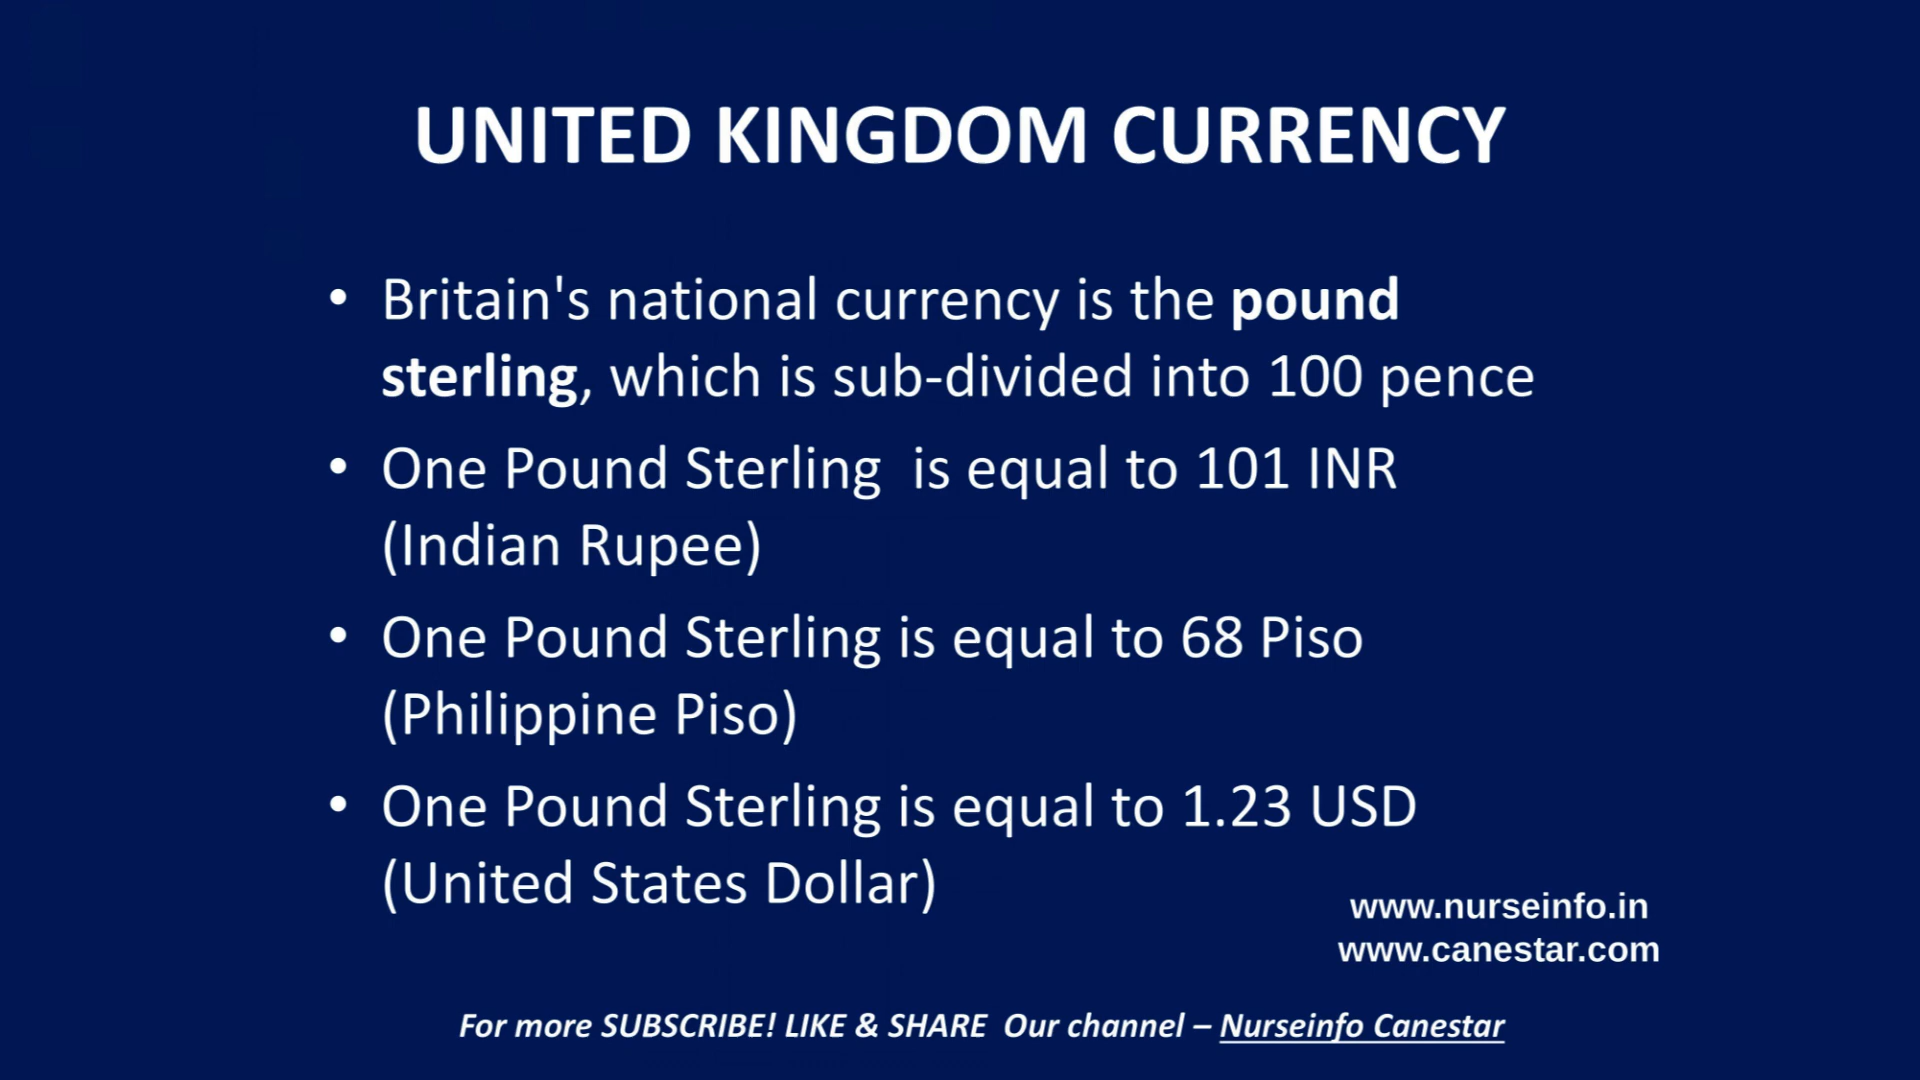 UNITED KINGDOM CURRENCY
• Britain's national currency is the pound
sterling, which is sub-divided into 100 pence
• One Pound Sterling  is equal to 101 INR
(Indian Rupee)
• One Pound Sterling is equal to 68 Piso
(Philippine Piso)
• One Pound Sterling is equal to 1.23 USD
(United States Dollar)
www.nurseinfo.in
www.canestar.com
For more SUBSCRIBE! LIKE & SHARE  Our channel – Nurseinfo Canestar